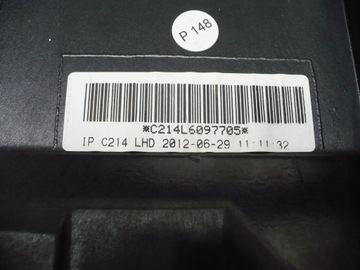 P 148
*C214L6097705*
IP C214 LHD 2012-06-29 11:11:32